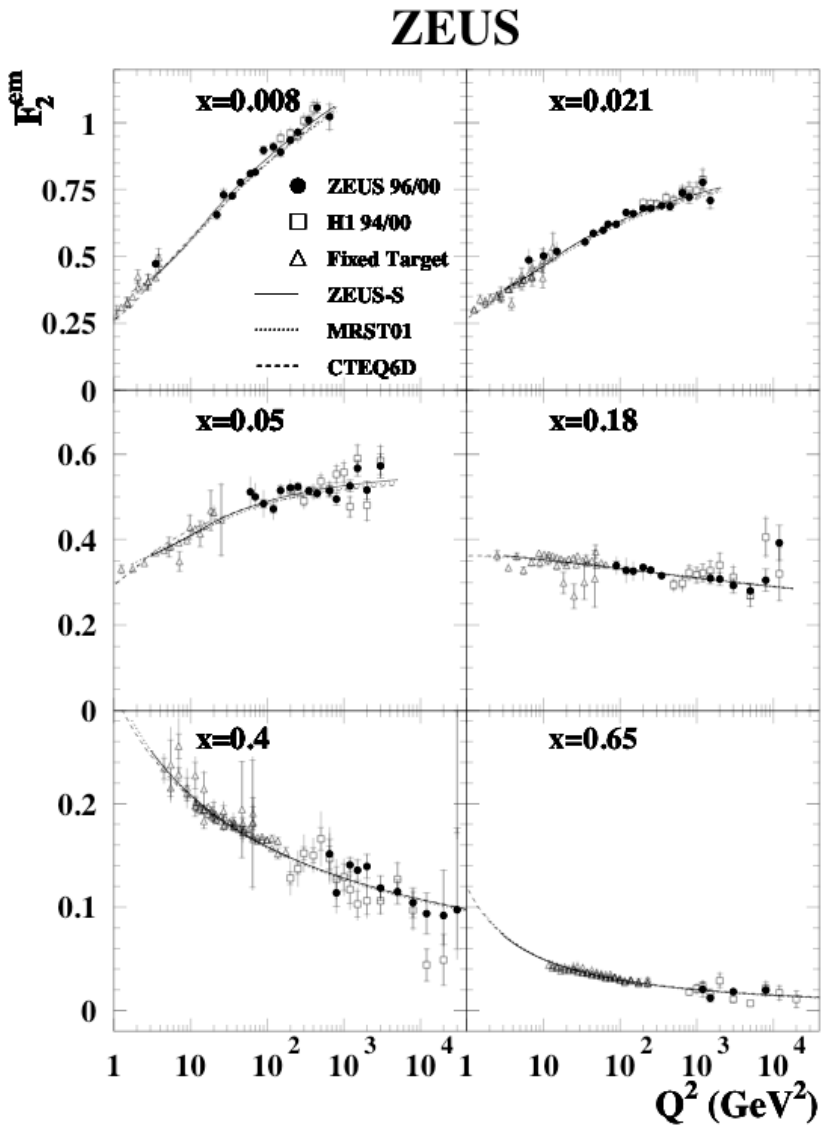 ZEUS
F₂ᵉᵐ
x=0.008
x=0.021
ZEUS 96/00
H1 94/00
Fixed Target
ZEUS-S
MRST01
CTEQ6D
1
0.75
0.5
0.25
0
x=0.05
x=0.18
0.6
0.4
0.2
0
x=0.4
x=0.65
0.2
0.1
0
1 10 10² 10³ 10⁴ 1 10 10² 10³ 10⁴
Q² (GeV²)